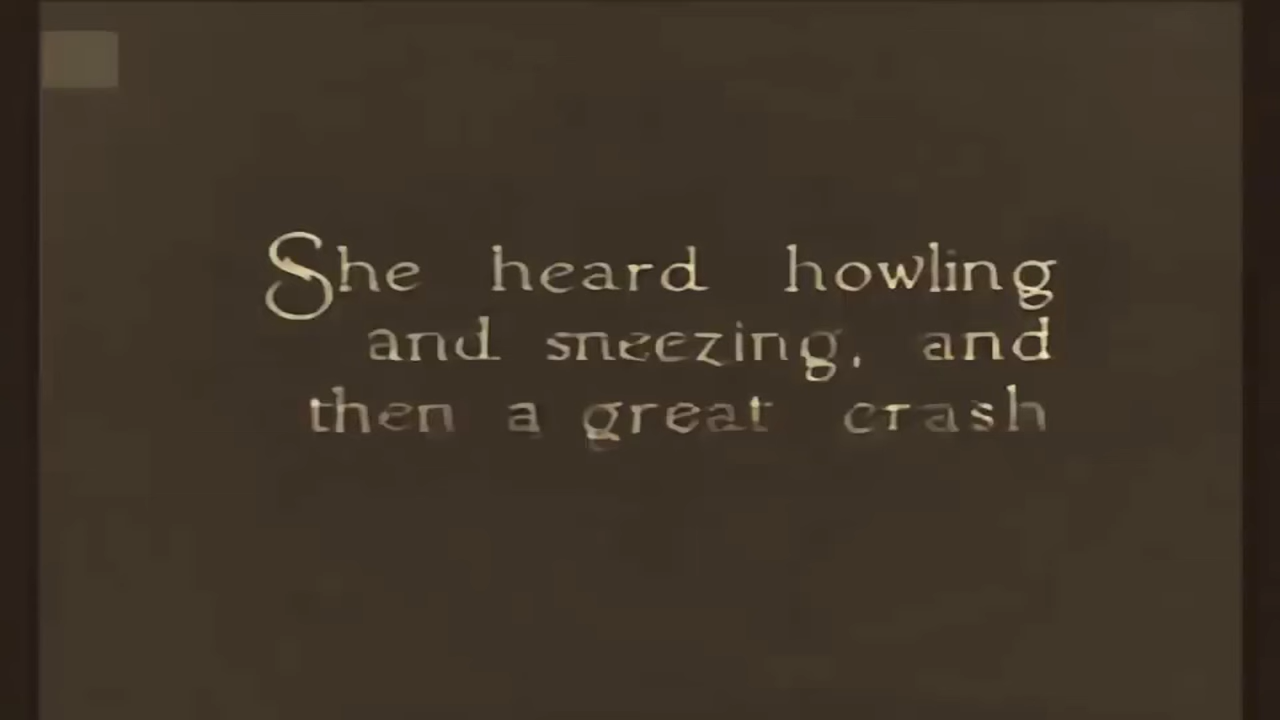 She heard howling
and sneezing, and
then a great crash